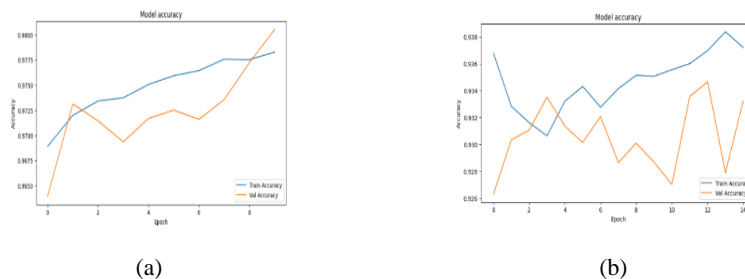 Model accuracy
0.9800
0.9775
0.9750
0.9725
0.9700
0.9675
0.9650
Accuracy
0 2 4 6 8
Epoch
Train Accuracy
Val Accuracy
(a)
Model accuracy
0.938
0.936
0.934
0.932
0.930
0.928
0.926
Accuracy
0 2 4 6 8 10 12 14
Epoch
Train Accuracy
Val Accuracy
(b)